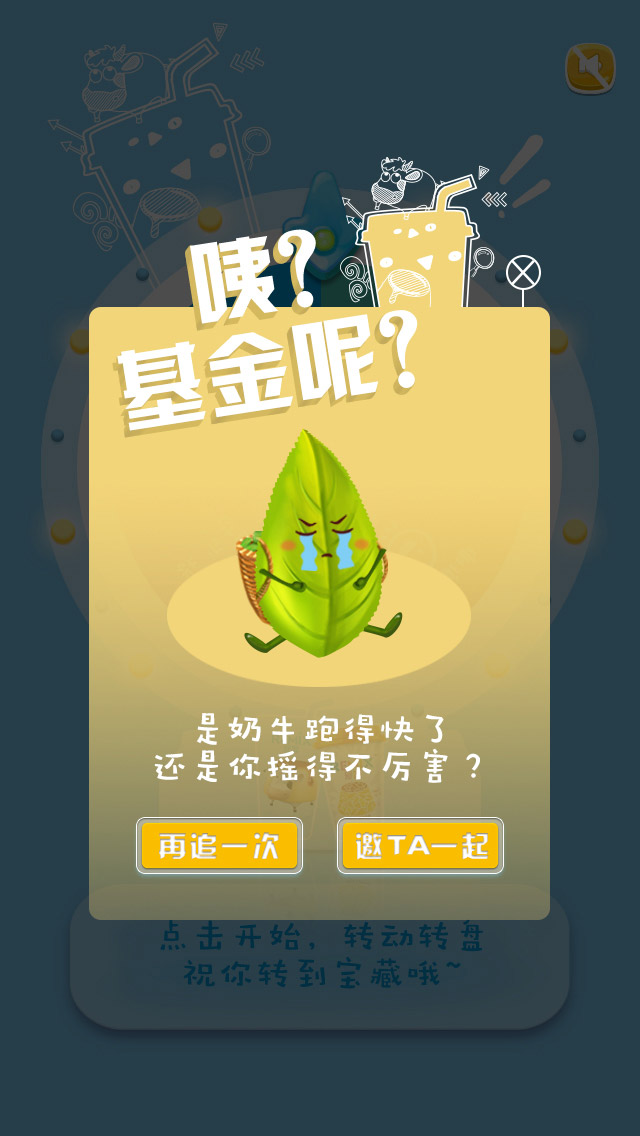 咦?
基金呢?
是奶牛跑得快了
还是你摇得不厉害？
再追一次
邀TA一起
点击开始，转动转盘
祝你转到宝藏哦~